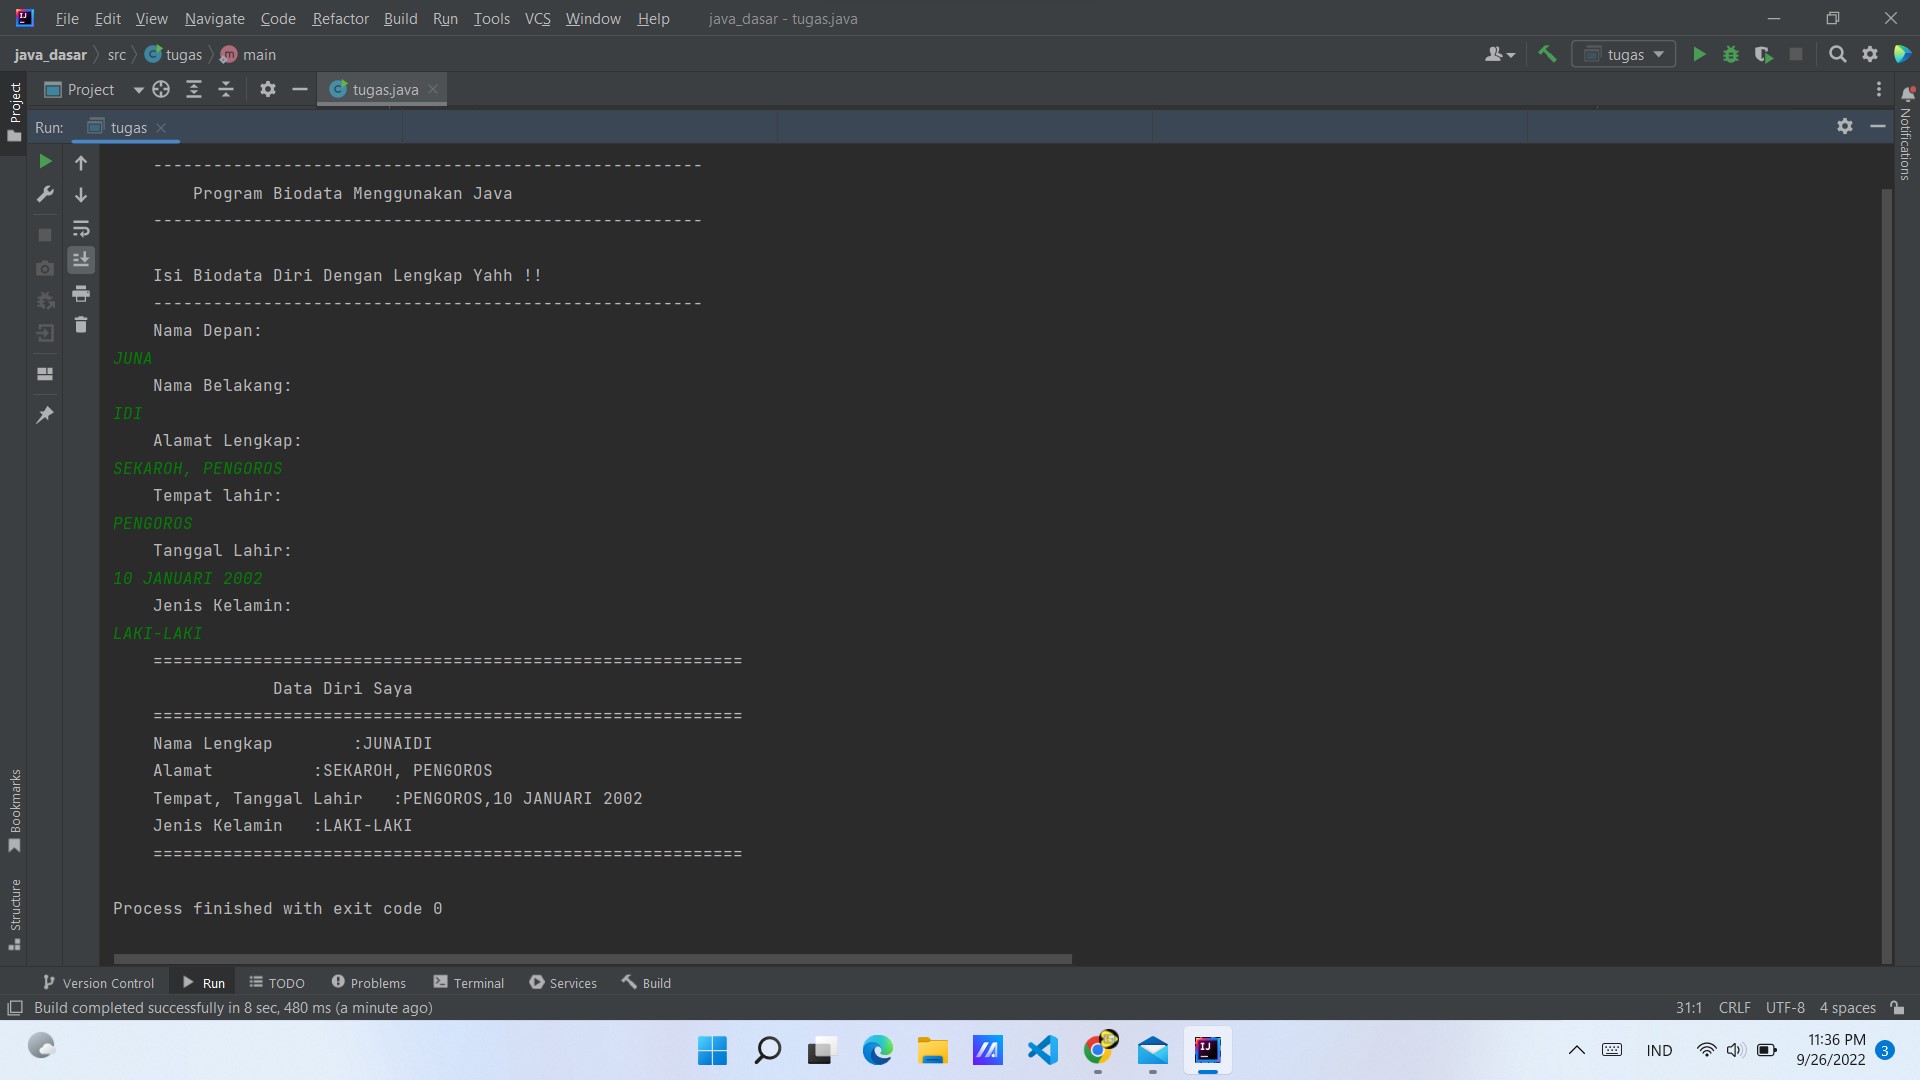 File Edit View Navigate Code Refactor Build Run Tools VCS Window Help java_dasar - tugas.java
java_dasar src tugas main
tugas
Project tugas.java
Project
Notifications
Run: tugas
-------------------------------------------------------
Program Biodata Menggunakan Java
-------------------------------------------------------
Isi Biodata Diri Dengan Lengkap Yahh !!
-------------------------------------------------------
Nama Depan:
JUNA
Nama Belakang:
IDI
Alamat Lengkap:
SEKAROH, PENGOROS
Tempat lahir:
PENGOROS
Tanggal Lahir:
10 JANUARI 2002
Jenis Kelamin:
LAKI-LAKI
===========================================================
Data Diri Saya
===========================================================
Nama Lengkap        :JUNAIDI
Alamat          :SEKAROH, PENGOROS
Tempat, Tanggal Lahir   :PENGOROS,10 JANUARI 2002
Jenis Kelamin   :LAKI-LAKI
===========================================================
Process finished with exit code 0
Bookmarks
Structure
Version Control Run TODO Problems Terminal Services Build
Build completed successfully in 8 sec, 480 ms (a minute ago) 31:1 CRLF UTF-8 4 spaces
IND 11:36 PM
9/26/2022 3